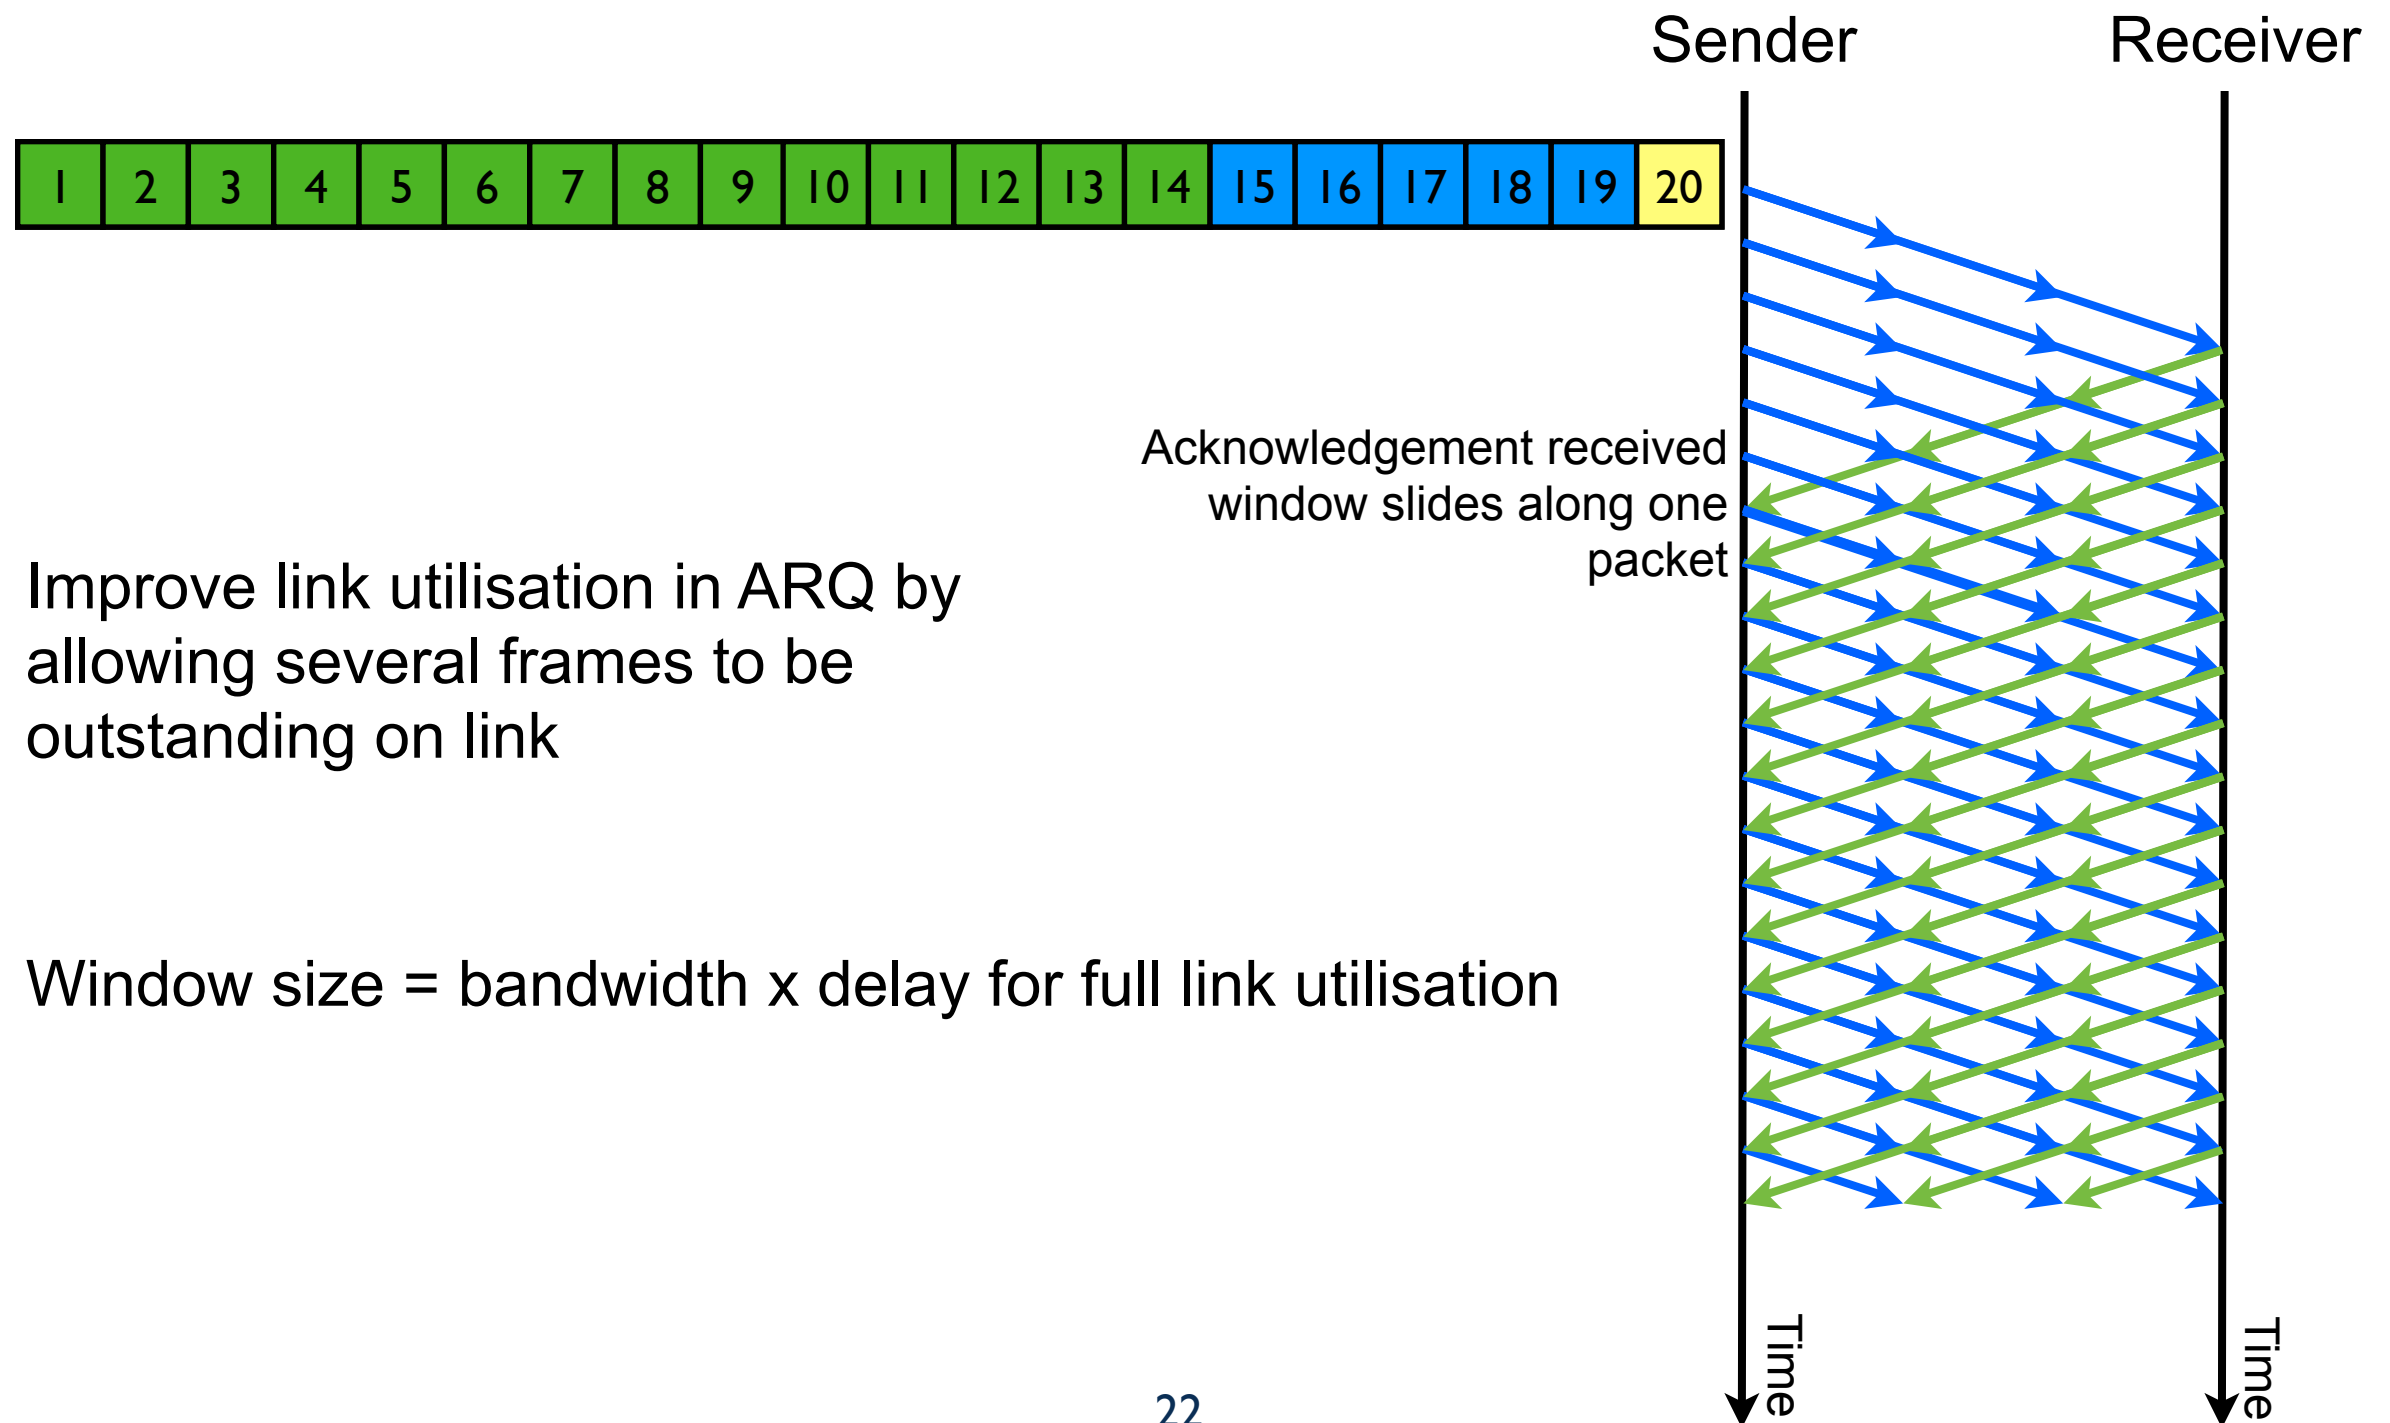 Sender Receiver
1 2 3 4 5 6 7 8 9 10 11 12 13 14 15 16 17 18 19 20
Acknowledgement received
window slides along one
packet
Improve link utilisation in ARQ by
allowing several frames to be
outstanding on link
Window size = bandwidth x delay for full link utilisation
Time Time
22